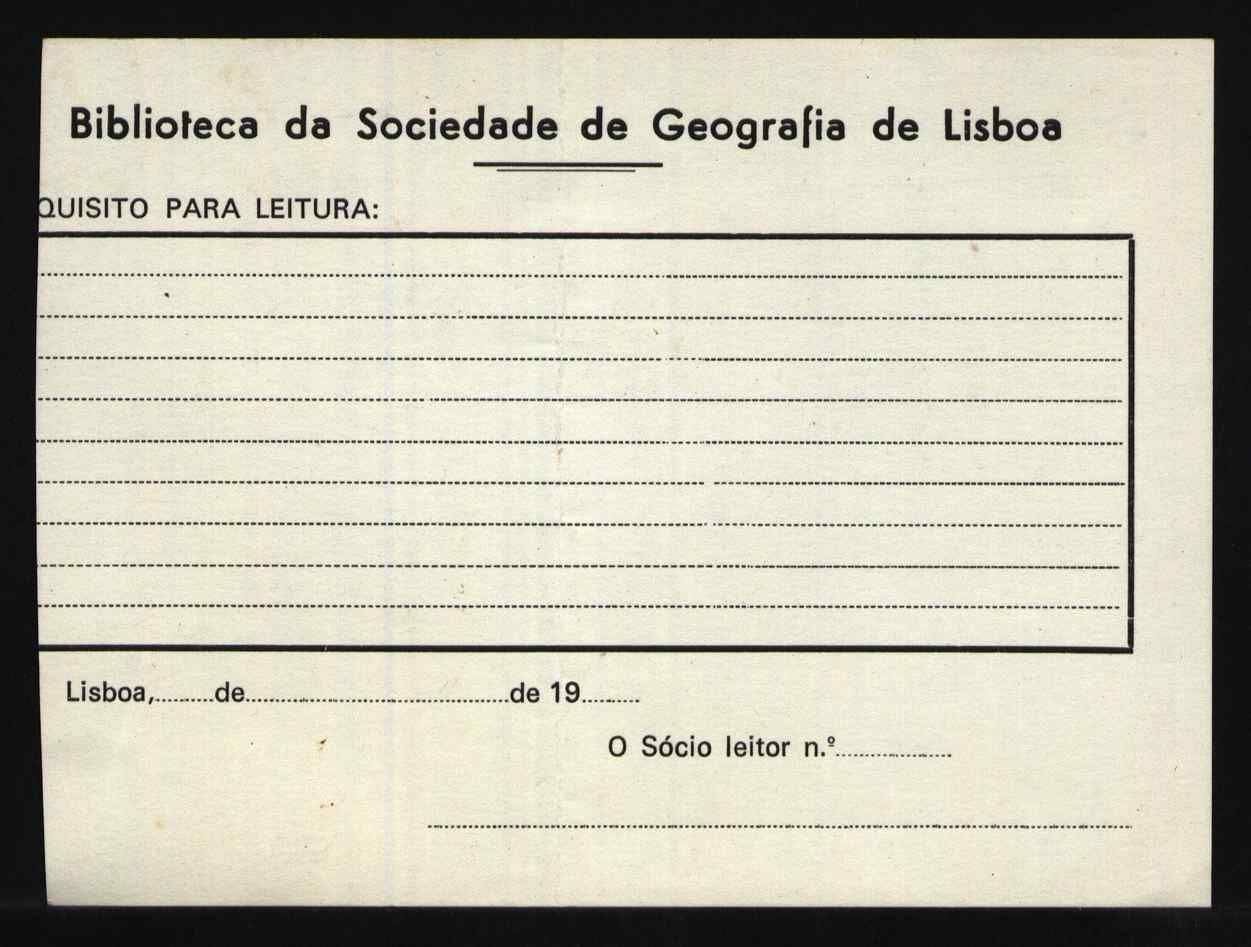 Biblioteca da Sociedade de Geografia de Lisboa
QUISITO PARA LEITURA:
Lisboa,.........de....................................de 19........
O Sócio leitor n.º..................